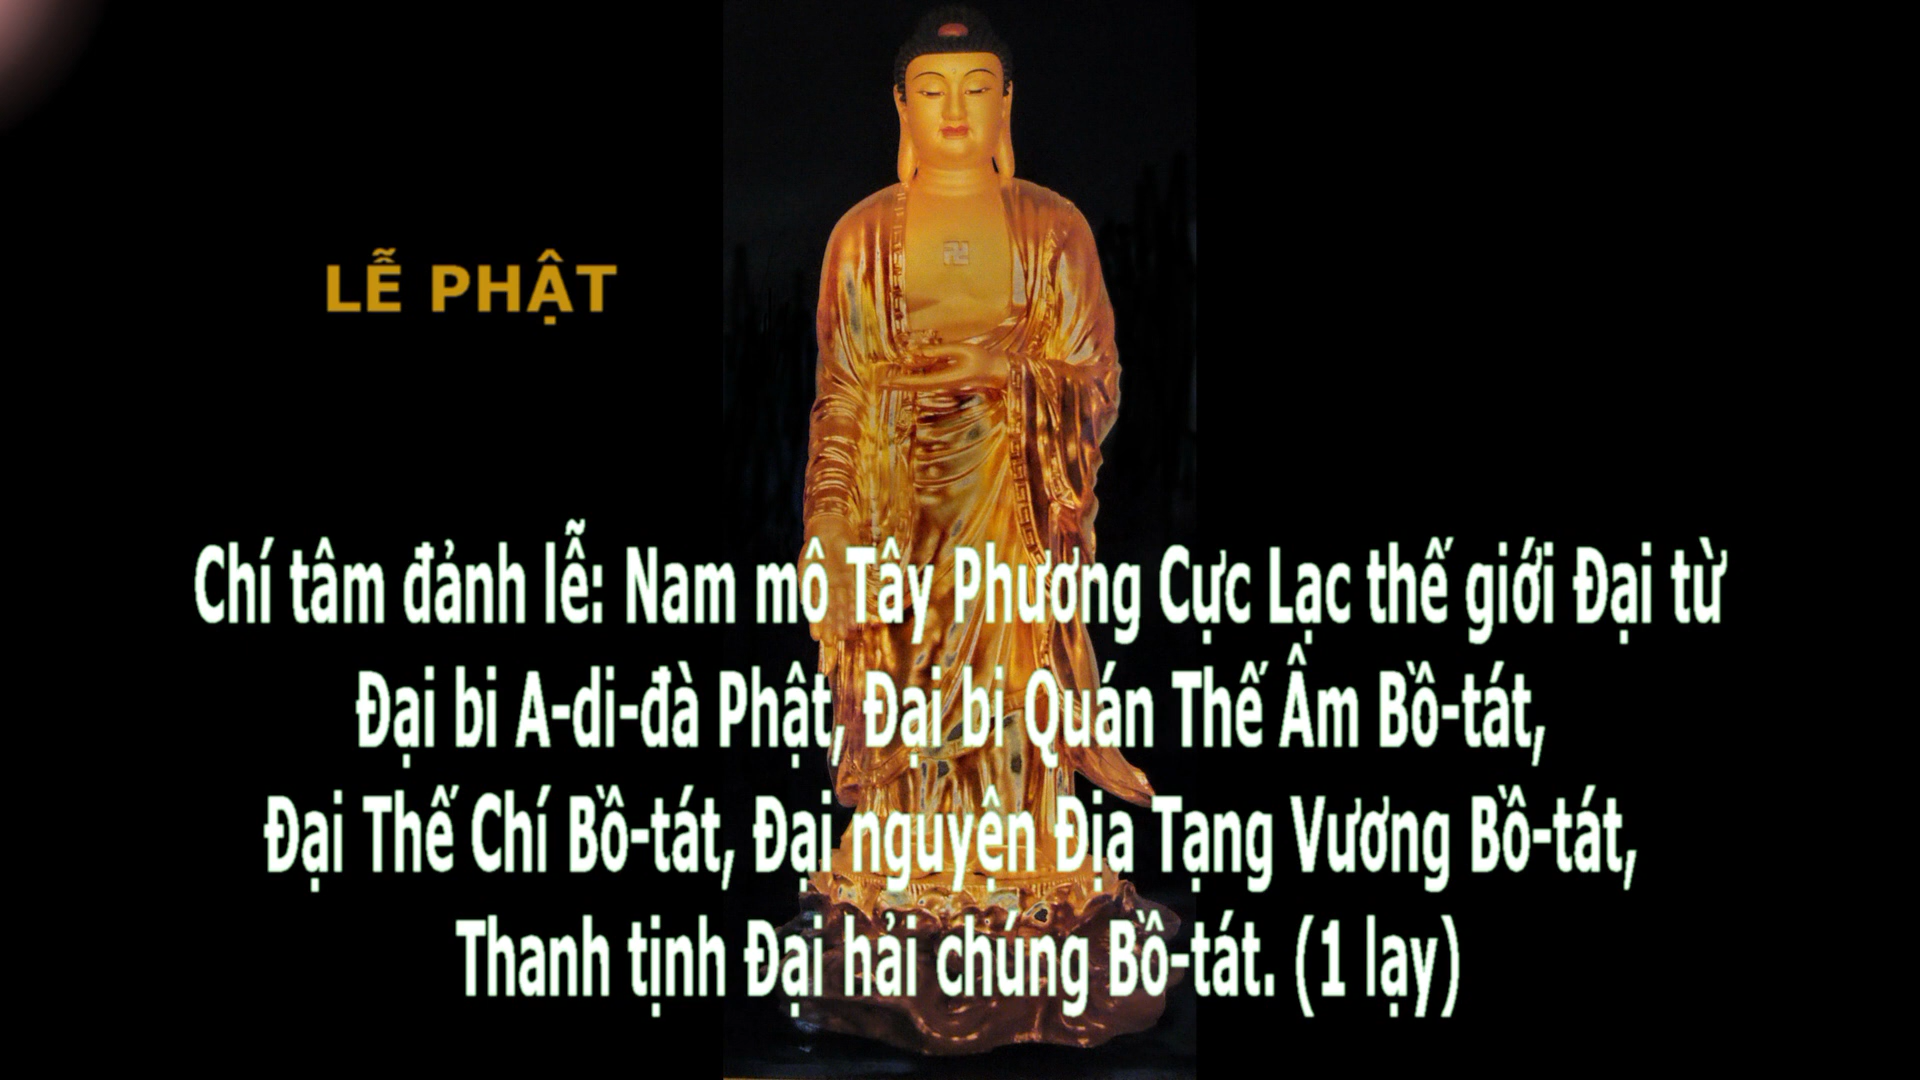 LỄ PHẬT
Chí tâm đảnh lễ: Nam mô Tây Phương Cực Lạc thế giới Đại từ
Đại bi A-di-đà Phật, Đại bi Quán Thế Âm Bồ-tát,
Đại Thế Chí Bồ-tát, Đại nguyện Địa Tạng Vương Bồ-tát,
Thanh tịnh Đại hải chúng Bồ-tát. (1 lạy)